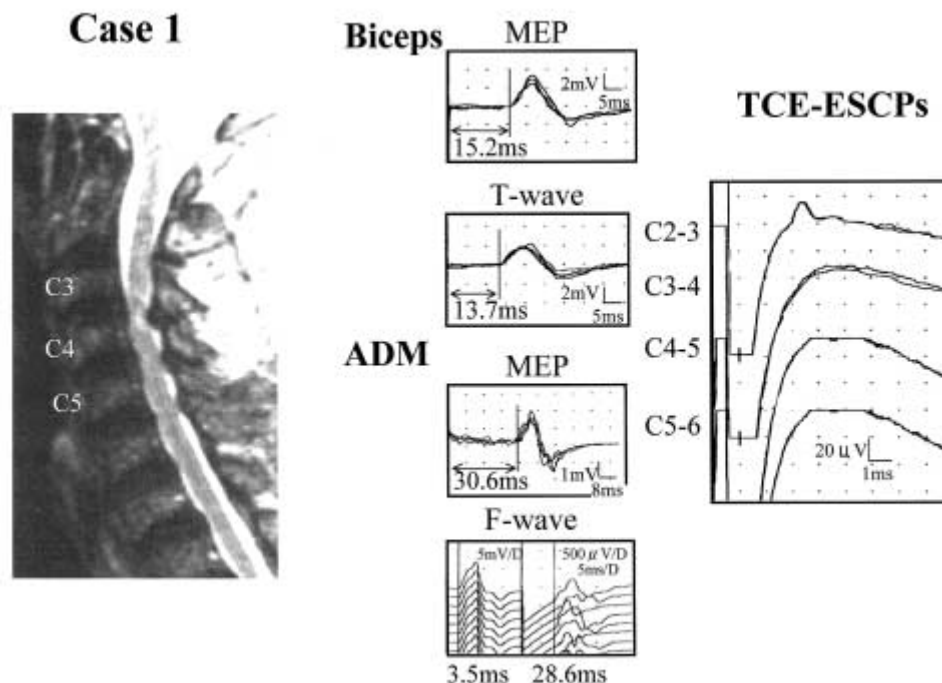 Case 1
C3
C4
C5
Biceps
MEP
2mV
5ms
15.2ms
T-wave
2mV
5ms
13.7ms
ADM
MEP
1mV
8ms
30.6ms
F-wave
5mV/D
500 μV/D
5ms/D
3.5ms
28.6ms
TCE-ESCPs
C2-3
C3-4
C4-5
C5-6
20 μV
1ms